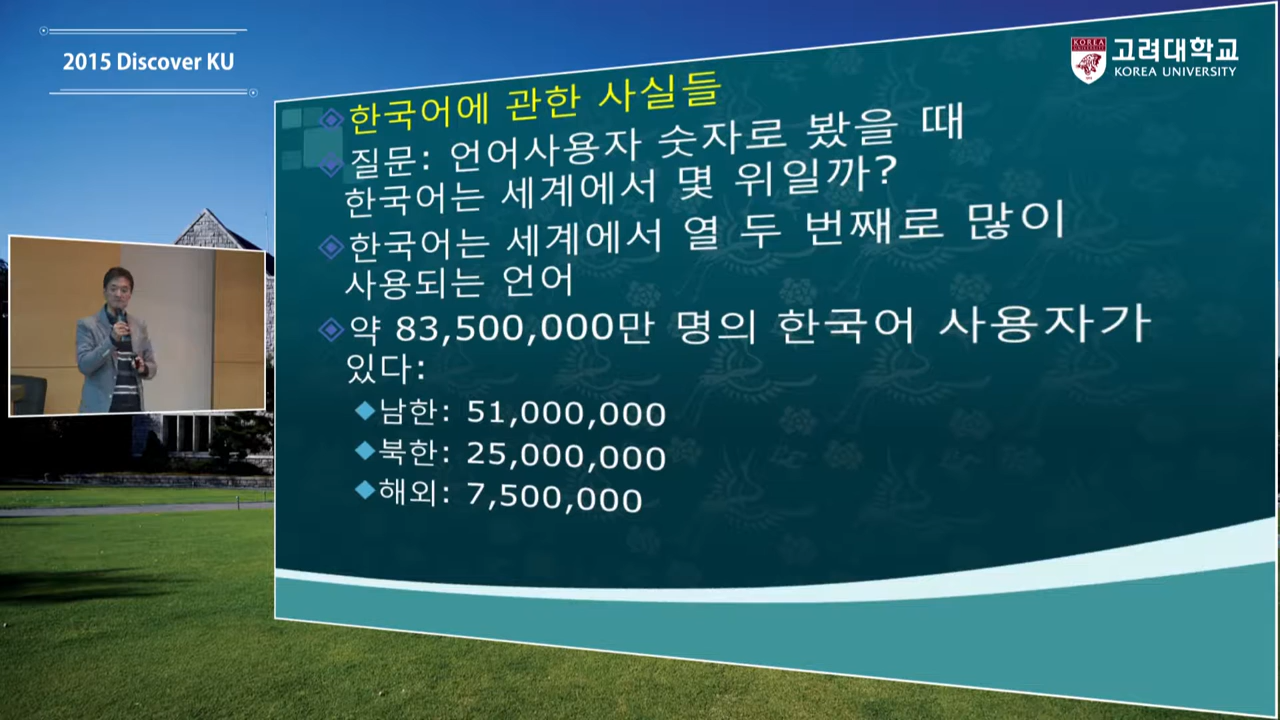 2015 Discover KU
고려대학교
KOREA UNIVERSITY
한국어에 관한 사실들
질문: 언어사용자 숫자로 봤을 때
한국어는 세계에서 몇 위일까?
한국어는 세계에서 열 두 번째로 많이
사용되는 언어
약 83,500,000만 명의 한국어 사용자가
있다:
남한: 51,000,000
북한: 25,000,000
해외: 7,500,000